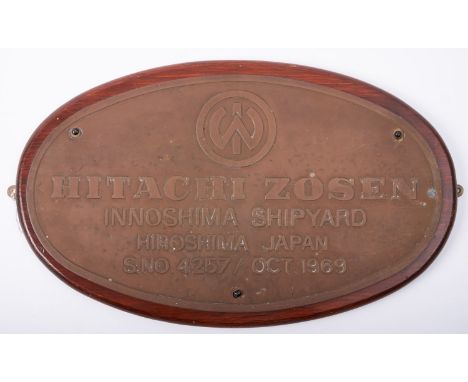 HITACHI ZOSEN
INNOSHIMA SHIPYARD
HIROSHIMA JAPAN
S.NO 4257/ OCT.1969